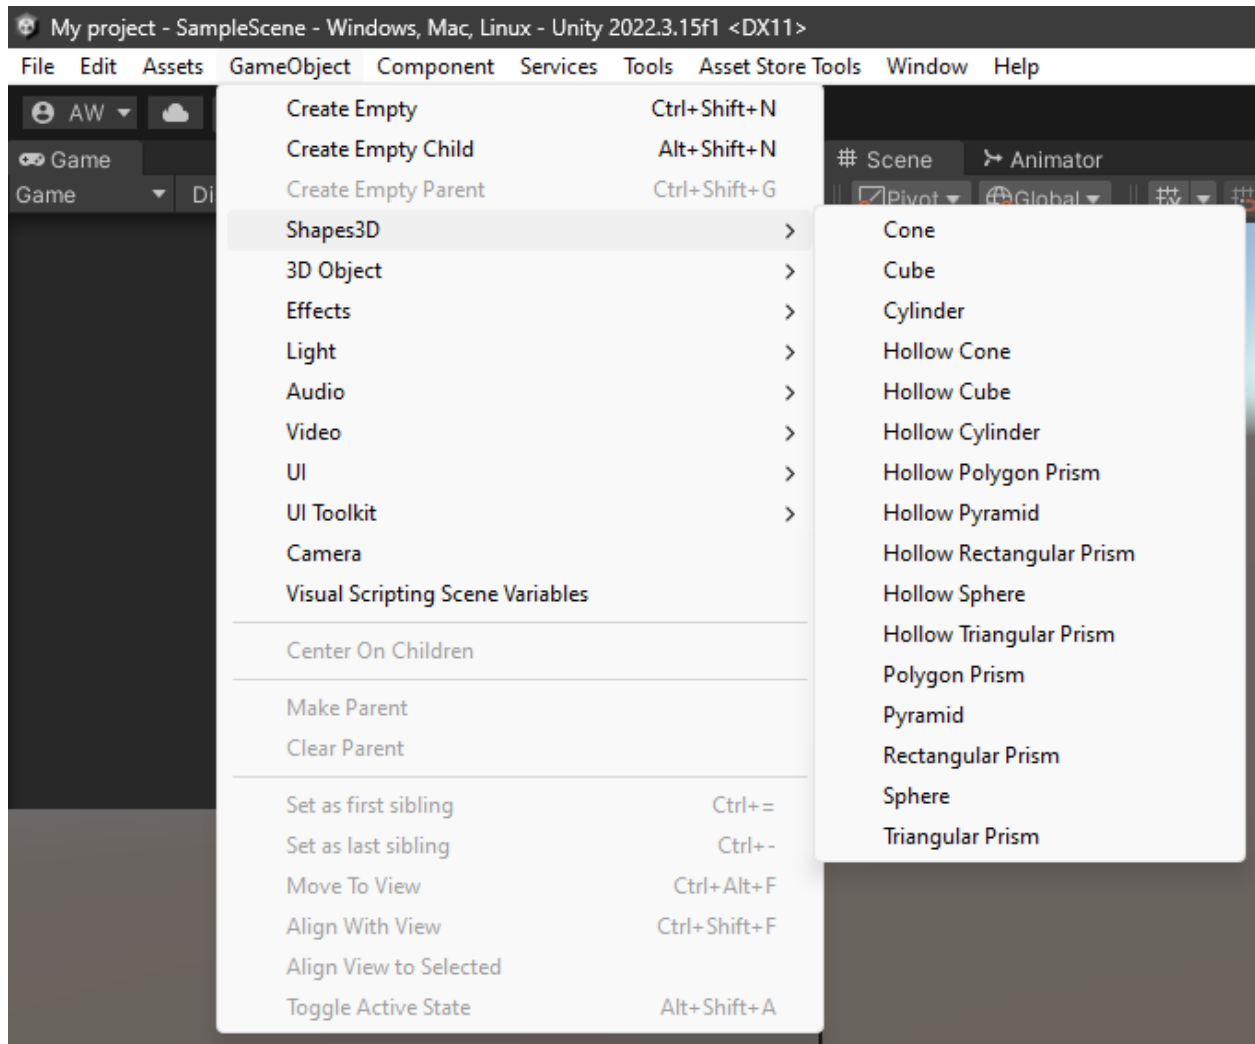 My project - SampleScene - Windows, Mac, Linux - Unity 2022.3.15f1 <DX11>
File Edit Assets GameObject Component Services Tools Asset Store Tools Window Help
AW
Game
Game Di
Scene Animator
Pivot Global
Create Empty Ctrl+Shift+N
Create Empty Child Alt+Shift+N
Create Empty Parent Ctrl+Shift+G
Shapes3D
3D Object
Effects
Light
Audio
Video
UI
UI Toolkit
Camera
Visual Scripting Scene Variables
Center On Children
Make Parent
Clear Parent
Set as first sibling Ctrl+=
Set as last sibling Ctrl+-
Move To View Ctrl+Alt+F
Align With View Ctrl+Shift+F
Align View to Selected
Toggle Active State Alt+Shift+A
Cone
Cube
Cylinder
Hollow Cone
Hollow Cube
Hollow Cylinder
Hollow Polygon Prism
Hollow Pyramid
Hollow Rectangular Prism
Hollow Sphere
Hollow Triangular Prism
Polygon Prism
Pyramid
Rectangular Prism
Sphere
Triangular Prism